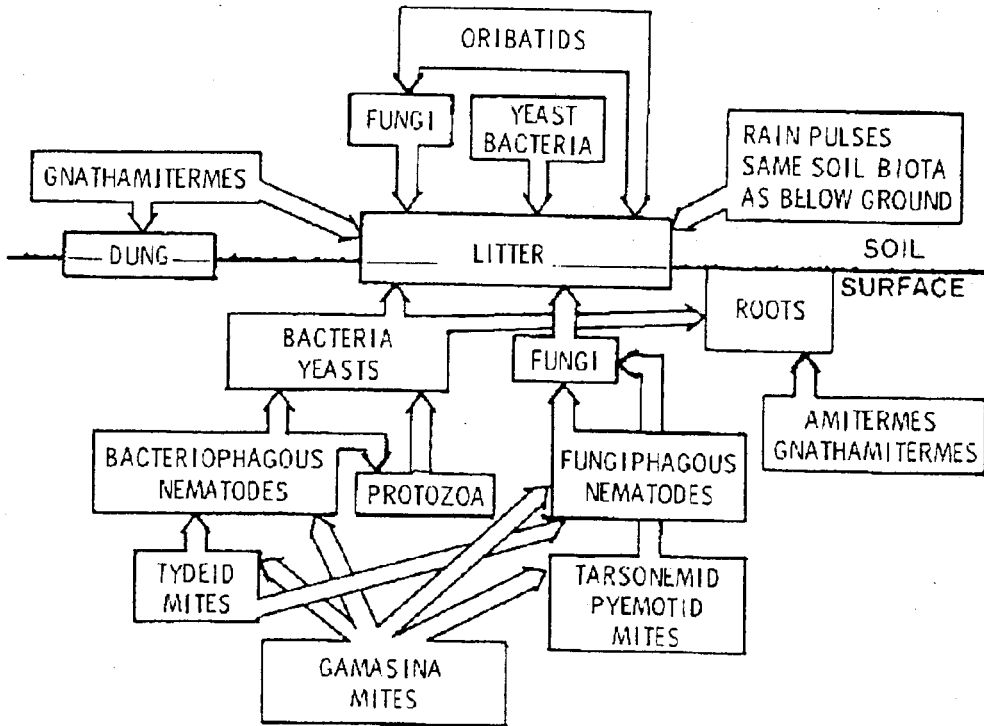 ORIBATIDS
FUNGI
YEAST
BACTERIA
RAIN PULSES
SAME SOIL BIOTA
AS BELOW GROUND
GNATHAMITERMES
DUNG
LITTER
SOIL
SURFACE
ROOTS
BACTERIA
YEASTS
FUNGI
AMITERMES
GNATHAMITERMES
BACTERIOPHAGOUS
NEMATODES
PROTOZOA
FUNGIPHAGOUS
NEMATODES
TYDEID
MITES
TARSONEMID
PYEMOTID
MITES
GAMASINA
MITES